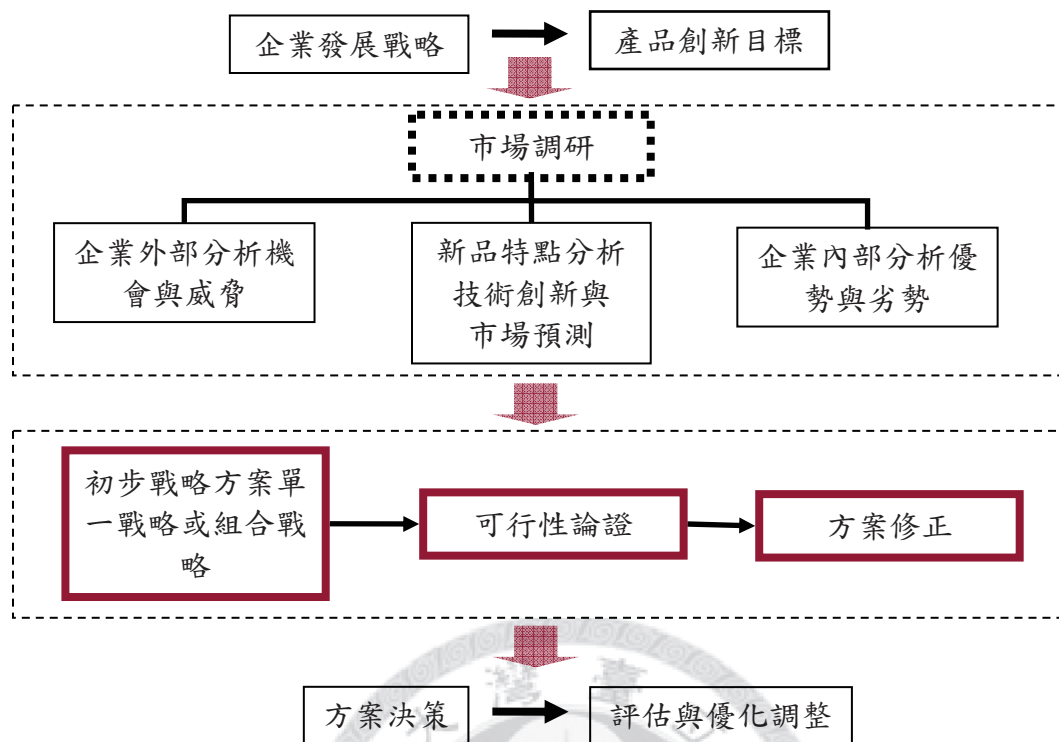 企業發展戰略
產品創新目標
市場調研
企業外部分析機
會與威脅
新品特點分析
技術創新與
市場預測
企業內部分析優
勢與劣勢
初步戰略方案單
一戰略或組合戰
略
可行性論證
方案修正
灣臺
方案決策
評估與優化調整